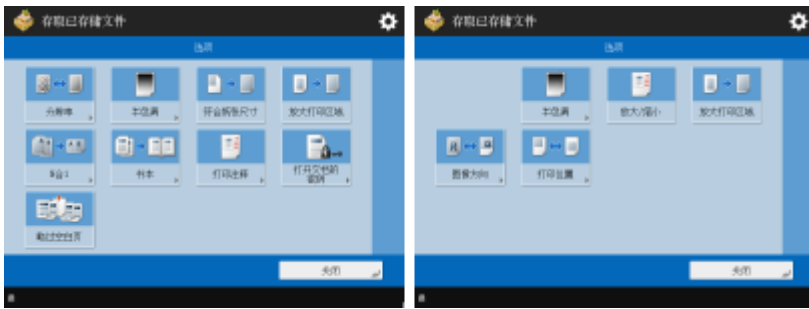 存取已存储文件
选项
分辨率
半色调
符合纸张尺寸
放大打印区域
N合1
书本
打印注释
打开文档的
密码
略过空白页
关闭
存取已存储文件
选项
半色调
放大/缩小
放大打印区域
图像方向
打印位置
关闭